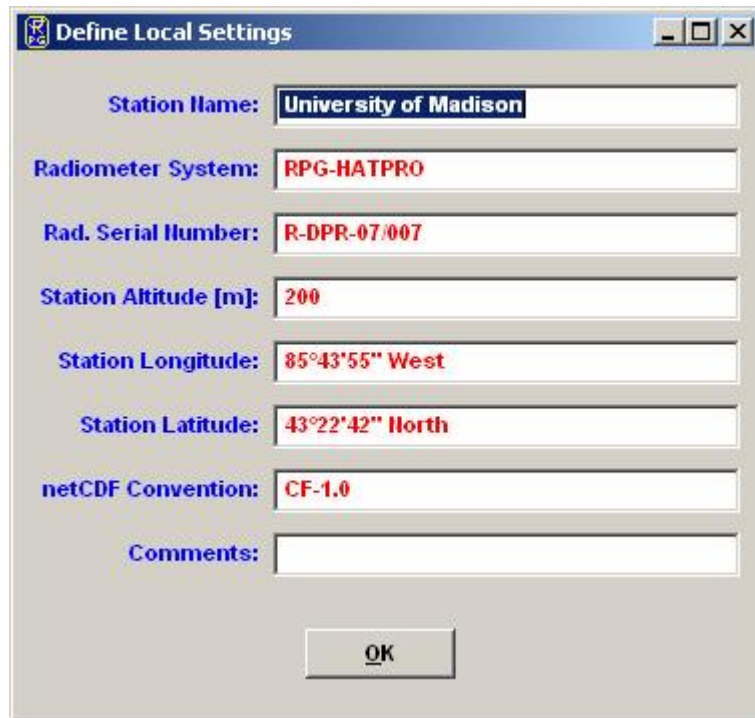 Define Local Settings
Station Name: University of Madison
Radiometer System: RPG-HATPRO
Rad. Serial Number: R-DPR-07/007
Station Altitude [m]: 200
Station Longitude: 85°43'55" West
Station Latitude: 43°22'42" North
netCDF Convention: CF-1.0
Comments:
OK